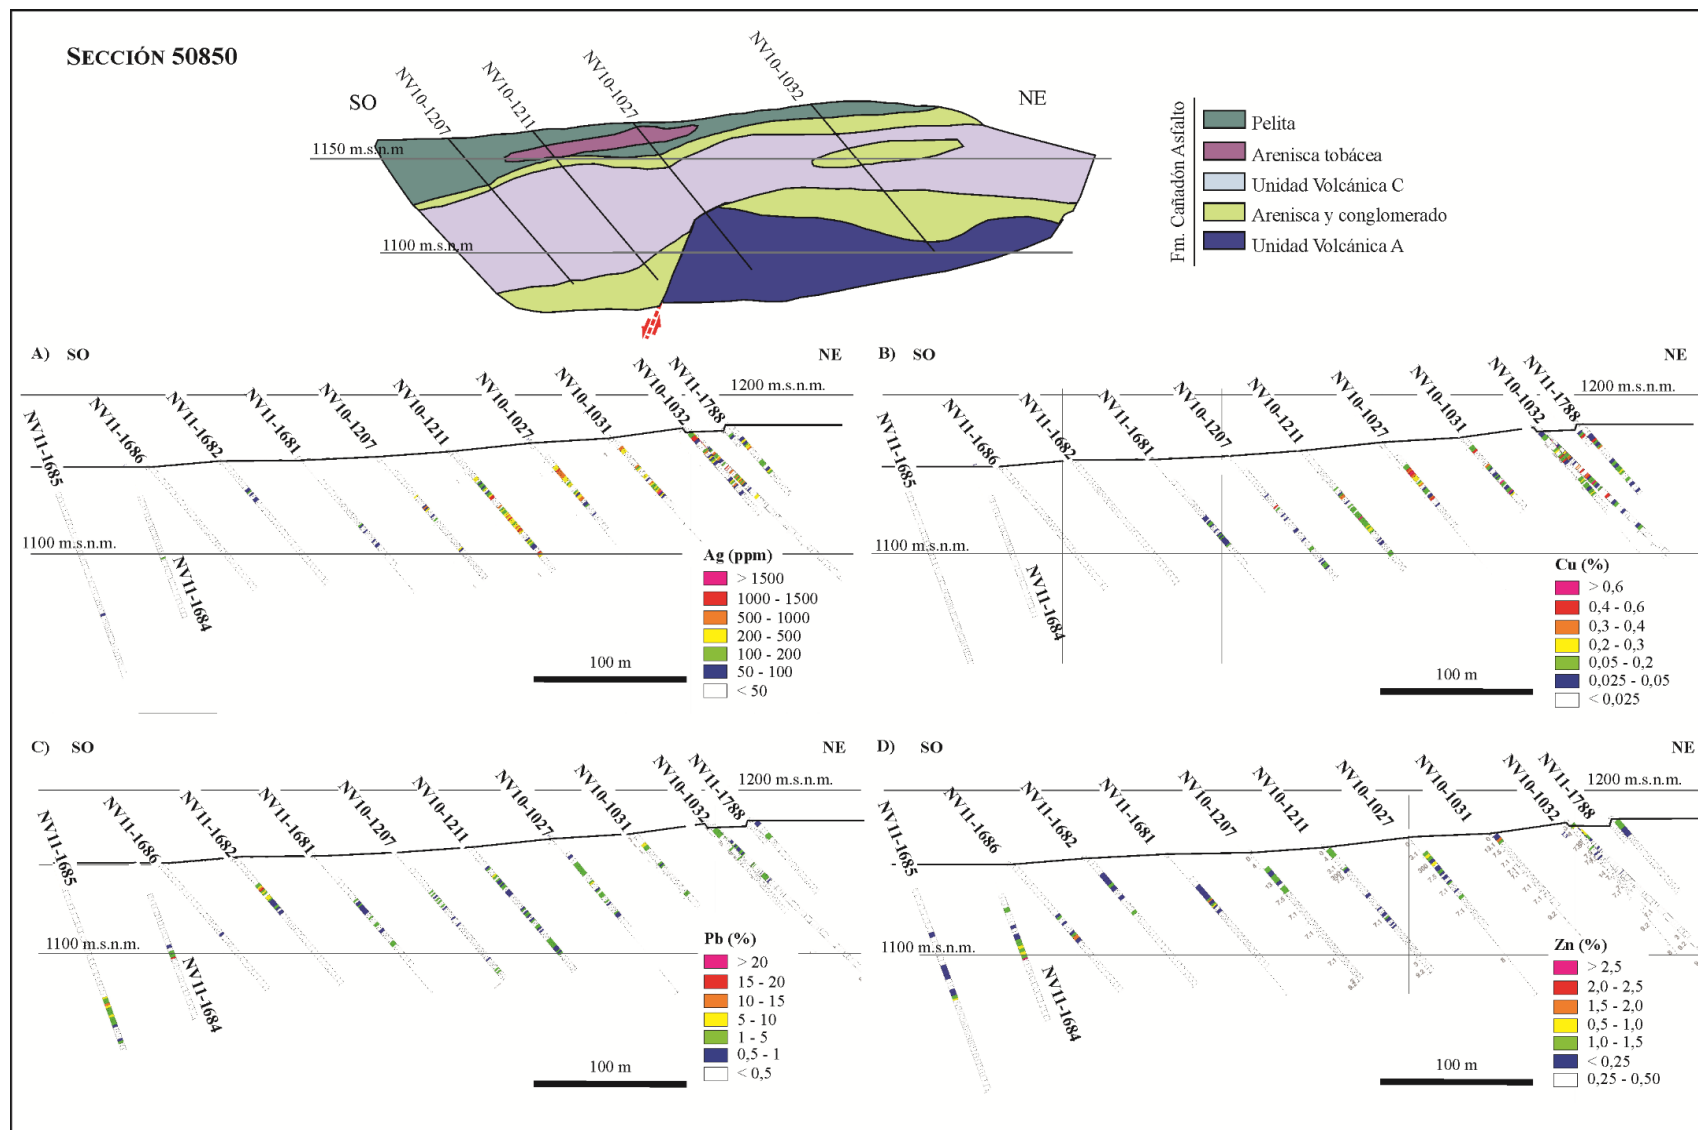 SECCIÓN 50850
SO
NE
NV10-1207
NV10-1211
NV10-1027
NV10-1032
1150 m.s.n.m
1100 m.s.n.m
Frm. Cañadón Asfalto
Pelita
Arenisca tobácea
Unidad Volcánica C
Arenisca y conglomerado
Unidad Volcánica A
A) SO
NE
NV11-1685
NV11-1686
NV11-1682
NV11-1681
NV10-1207
NV10-1211
NV10-1027
NV10-1031
NV10-1032
NV11-1788
1200 m.s.n.m.
1100 m.s.n.m.
NV11-1684
Ag (ppm)
> 1500
1000 - 1500
500 - 1000
200 - 500
100 - 200
50 - 100
< 50
100 m
B) SO
NE
NV11-1685
NV11-1686
NV11-1682
NV11-1681
NV10-1207
NV10-1211
NV10-1027
NV10-1031
NV10-1032
NV11-1788
1200 m.s.n.m.
1100 m.s.n.m.
NV11-1684
Cu (%)
> 0,6
0,4 - 0,6
0,3 - 0,4
0,2 - 0,3
0,05 - 0,2
0,025 - 0,05
< 0,025
100 m
C) SO
NE
NV11-1685
NV11-1686
NV11-1682
NV11-1681
NV10-1207
NV10-1211
NV10-1027
NV10-1031
NV10-1032
NV11-1788
1200 m.s.n.m.
1100 m.s.n.m.
NV11-1684
Pb (%)
> 20
15 - 20
10 - 15
5 - 10
1 - 5
0,5 - 1
< 0,5
100 m
D) SO
NE
NV11-1685
NV11-1686
NV11-1682
NV11-1681
NV10-1207
NV10-1211
NV10-1027
NV10-1031
NV10-1032
NV11-1788
1200 m.s.n.m.
1100 m.s.n.m.
NV11-1684
Zn (%)
> 2,5
2,0 - 2,5
1,5 - 2,0
0,5 - 1,0
1,0 - 1,5
< 0,25
0,25 - 0,50
100 m